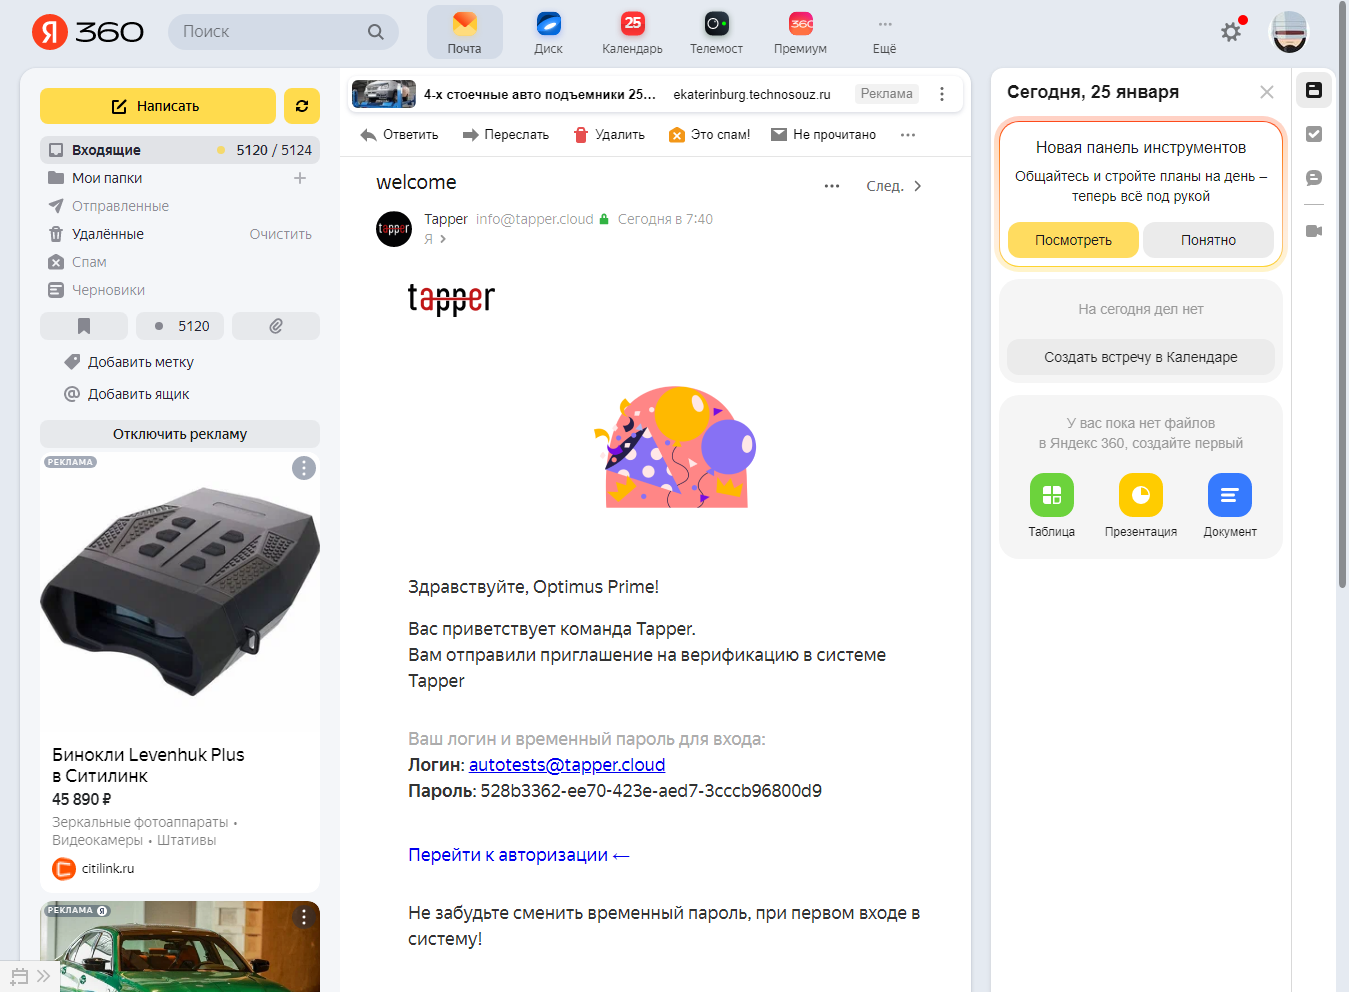 Я 360
Поиск
Почта
Диск
25
Календарь
Телемост
360
Премиум
Ещё
Написать
Входящие
5120 / 5124
Мои папки
Отправленные
Удалённые
Очистить
Спам
Черновики
5120
Добавить метку
Добавить ящик
Отключить рекламу
РЕКЛАМА
Бинокли Levenhuk Plus
в Ситилинк
45 890 ₽
Зеркальные фотоаппараты •
Видеокамеры • Штативы
citilink.ru
РЕКЛАМА Я
4-х стоечные авто подъемники 25...
ekaterinburg.technosouz.ru
Реклама
Ответить
Переслать
Удалить
Это спам!
Не прочитано
welcome
След.
tapper
Tapper info@tapper.cloud Сегодня в 7:40
Я
tapper
Здравствуйте, Optimus Prime!
Вас приветствует команда Tapper.
Вам отправили приглашение на верификацию в системе
Tapper
Ваш логин и временный пароль для входа:
Логин: autotests@tapper.cloud
Пароль: 528b3362-ee70-423e-aed7-3cccb96800d9
Перейти к авторизации ←
Не забудьте сменить временный пароль, при первом входе в
систему!
Сегодня, 25 января
Новая панель инструментов
Общайтесь и стройте планы на день –
теперь всё под рукой
Посмотреть
Понятно
На сегодня дел нет
Создать встречу в Календаре
У вас пока нет файлов
в Яндекс 360, создайте первый
Таблица
Презентация
Документ